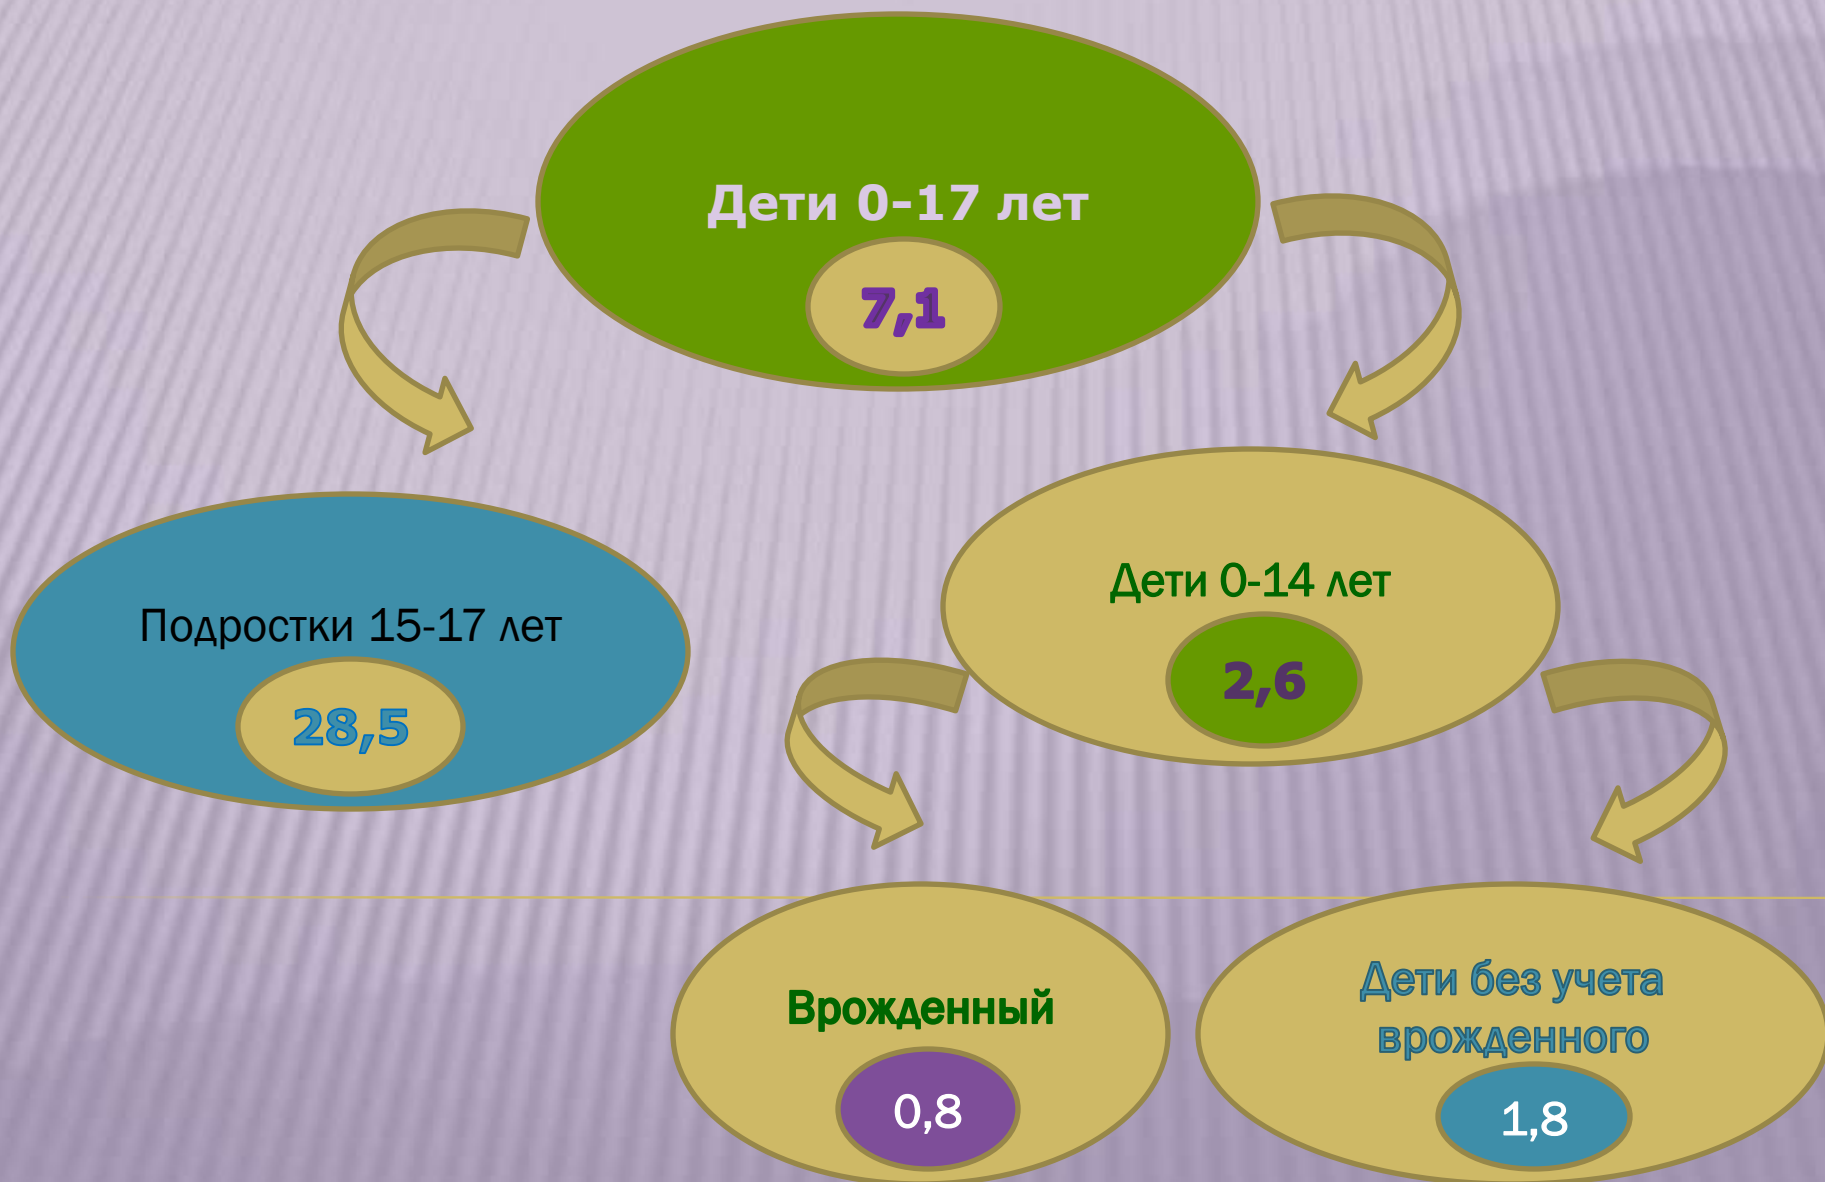 Дети 0-17 лет
7,1
Подростки 15-17 лет
28,5
Дети 0-14 лет
2,6
Врожденный
0,8
Дети без учета
врожденного
1,8